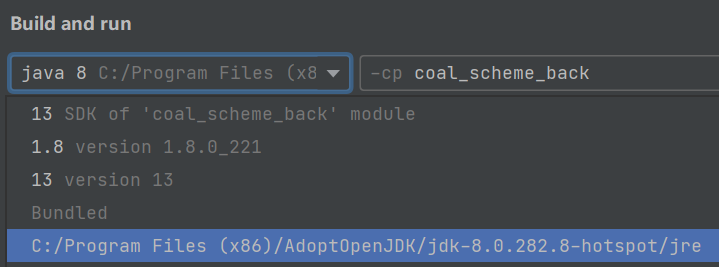 Build and run
java 8 C:/Program Files (x8
-cp coal_scheme_back
13 SDK of 'coal_scheme_back' module
1.8 version 1.8.0_221
13 version 13
Bundled
C:/Program Files (x86)/AdoptOpenJDK/jdk-8.0.282.8-hotspot/jre